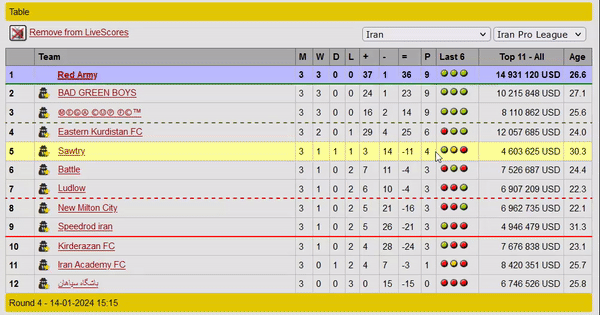 Table
Remove from LiveScores
Iran
Iran Pro League
Team M W D L + - = P Last 6 Top 11 - All Age
1 Red Army 3 3 0 0 37 1 36 9 14 931 120 USD 26.6
2 BAD GREEN BOYS 3 3 0 0 24 1 23 9 10 215 848 USD 27.1
3 ⓂⒺⒼⒶ ⒸⓊⓅ ⒻⒸ™ 3 3 0 0 16 2 14 9 8 110 862 USD 25.6
4 Eastern Kurdistan FC 3 2 0 1 29 4 25 6 12 057 685 USD 24.0
5 Sawtry 3 1 1 1 3 14 -11 4 4 603 625 USD 30.3
6 Battle 3 1 0 2 7 11 -4 3 7 526 687 USD 24.4
7 Ludlow 3 1 0 2 6 10 -4 3 6 907 209 USD 22.3
8 New Milton City 3 1 0 2 5 21 -16 3 6 962 735 USD 22.1
9 Speedrod iran 3 1 0 2 5 26 -21 3 4 946 479 USD 31.3
10 Kirderazan FC 3 1 0 2 4 28 -24 3 7 676 838 USD 23.1
11 Iran Academy FC 3 0 1 2 4 7 -3 1 8 420 351 USD 25.7
12 باشگاه سپاهان 3 0 0 3 0 15 -15 0 6 746 526 USD 25.8
Round 4 - 14-01-2024 15:15